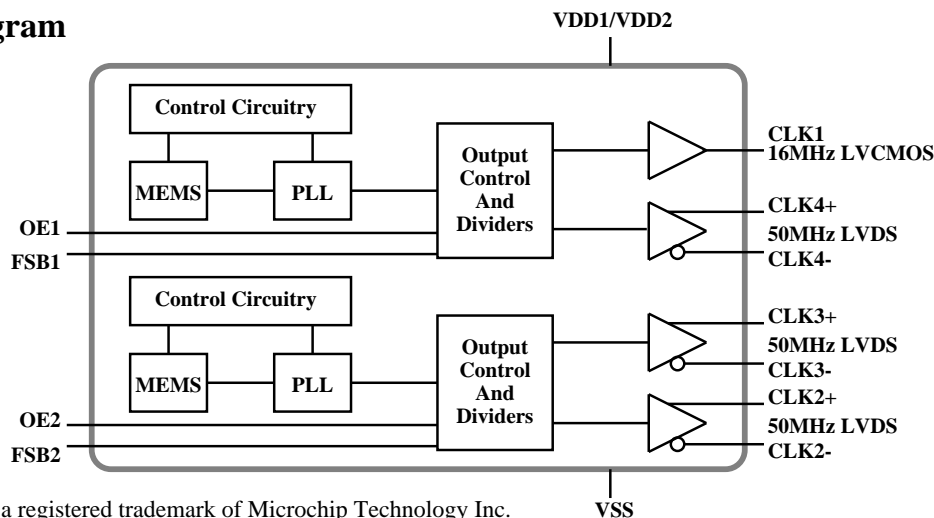 gram
VDD1/VDD2
Control Circuitry
MEMS
PLL
Output
Control
And
Dividers
CLK1
16MHz LVCMOS
CLK4+
50MHz LVDS
CLK4-
OE1
FSB1
Control Circuitry
MEMS
PLL
Output
Control
And
Dividers
CLK3+
50MHz LVDS
CLK3-
CLK2+
50MHz LVDS
CLK2-
OE2
FSB2
a registered trademark of Microchip Technology Inc.
VSS